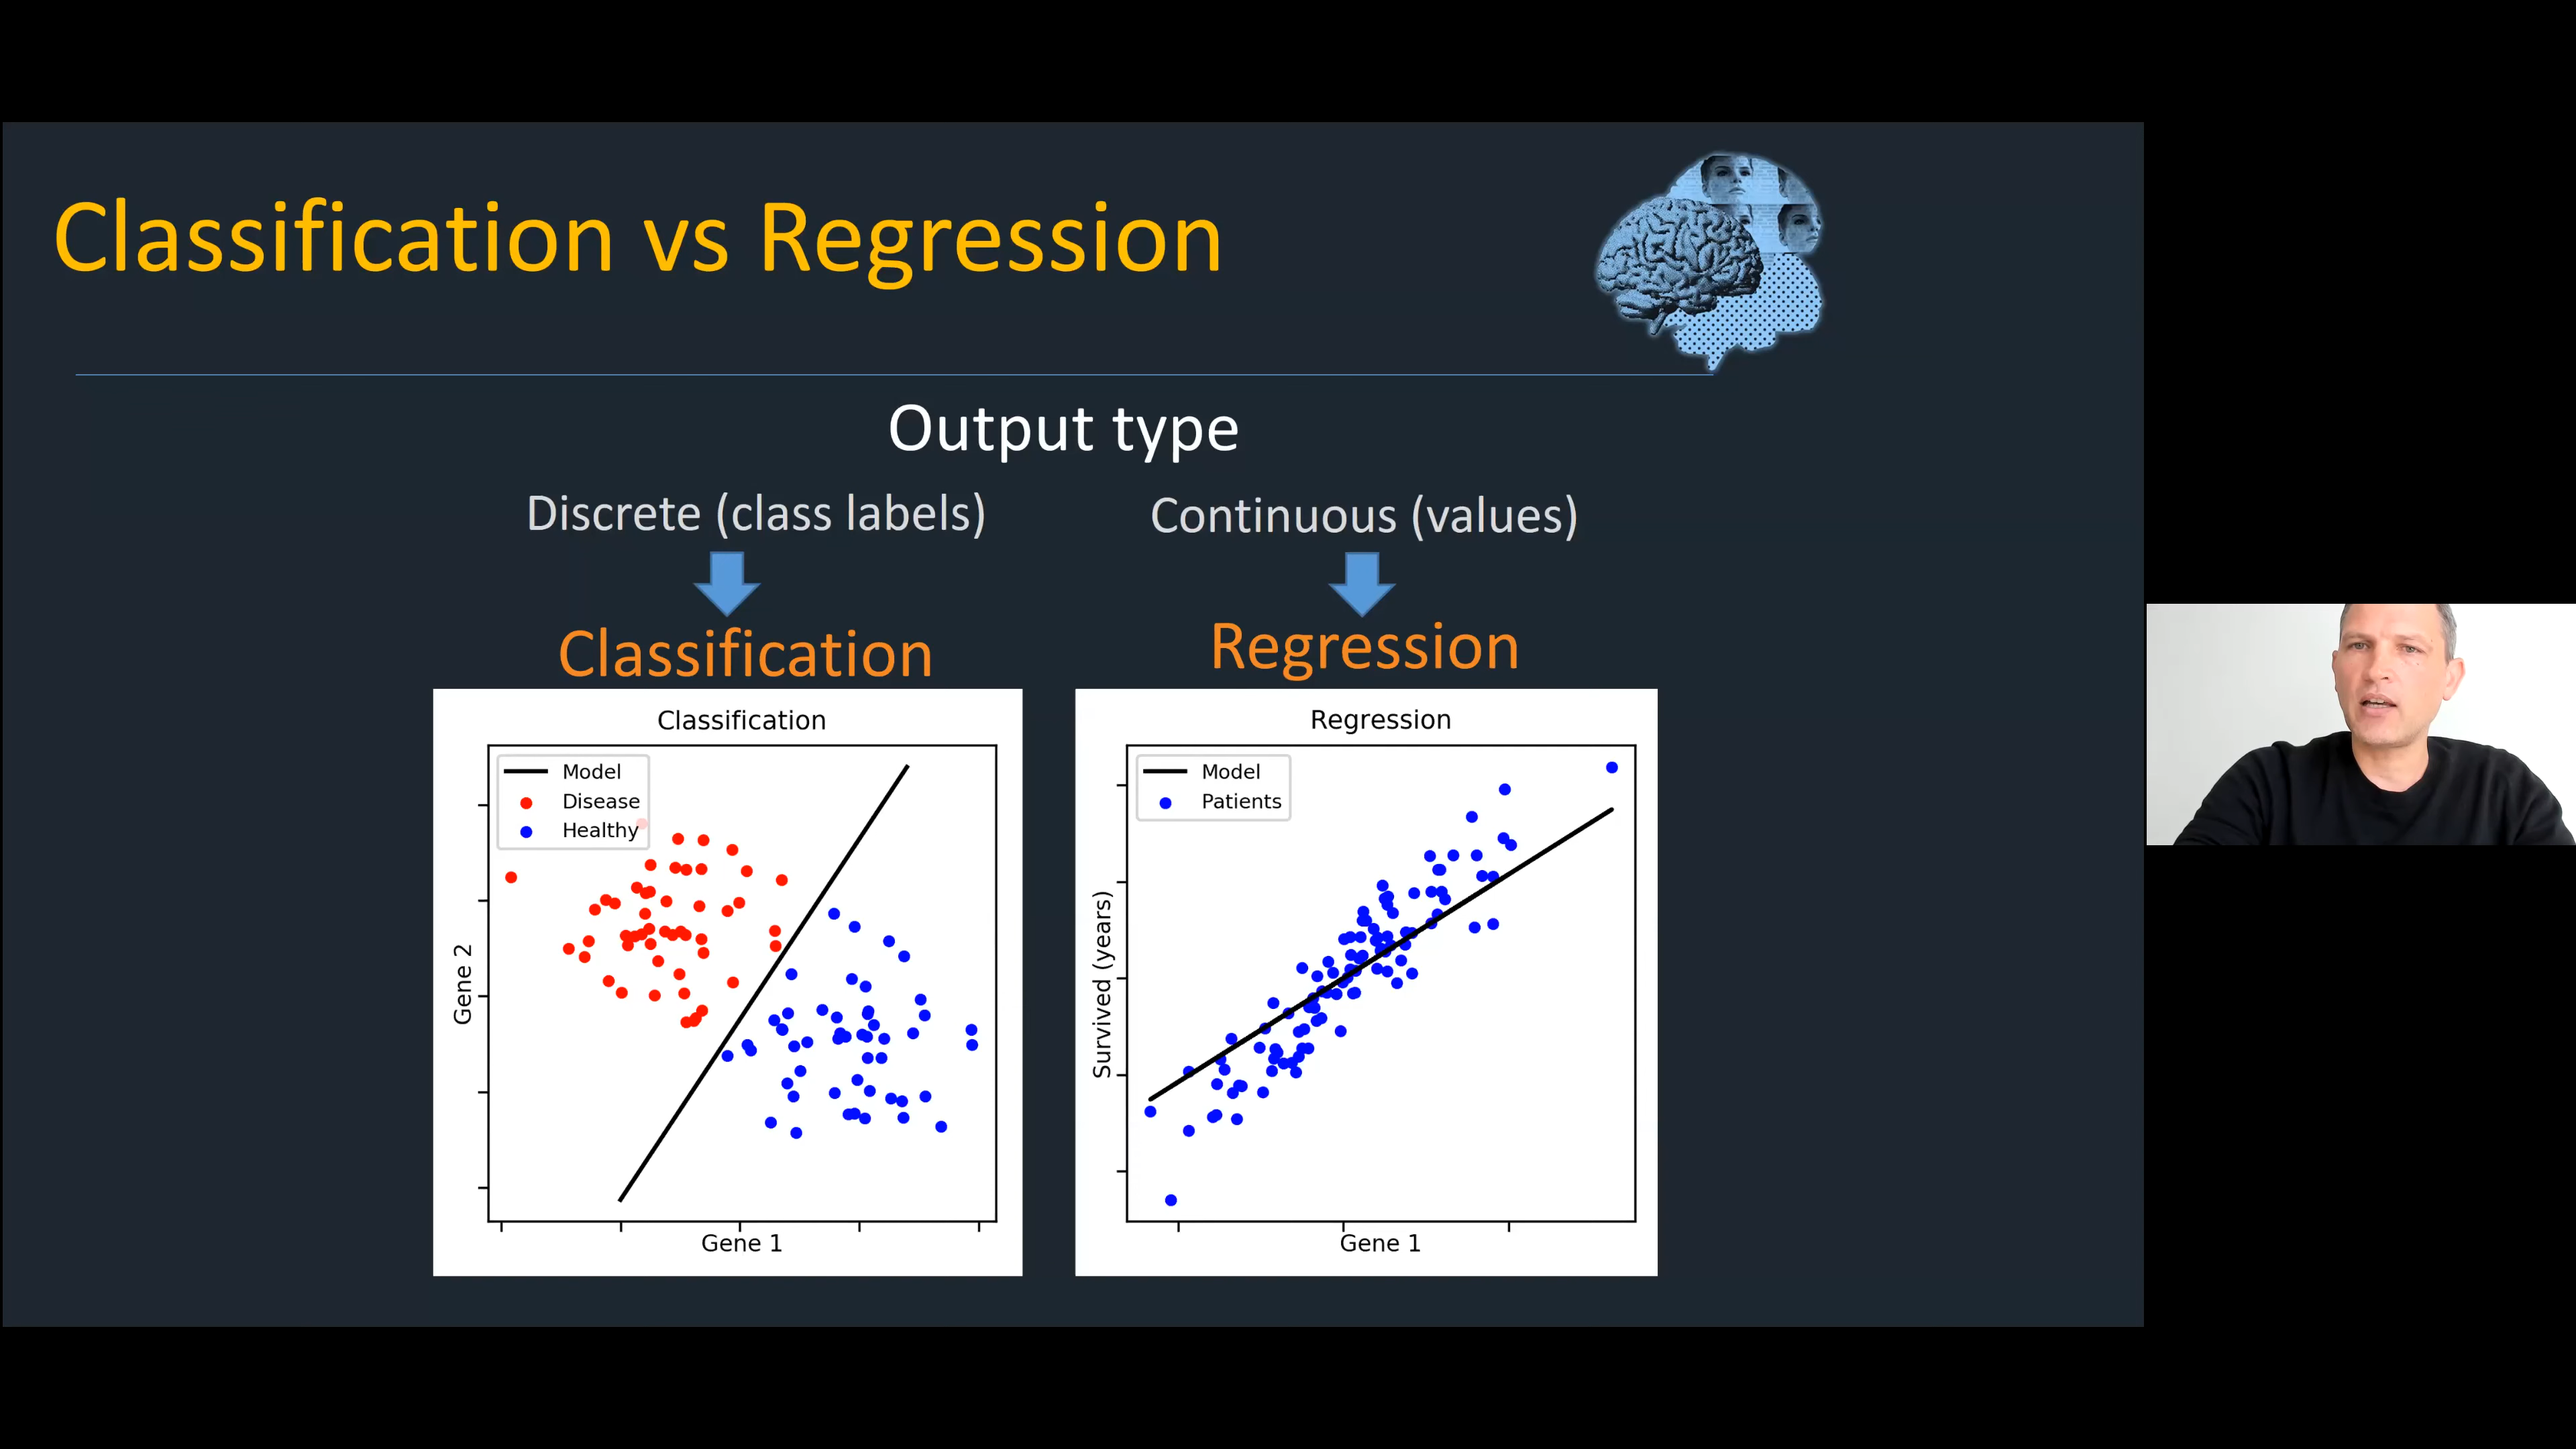 Classification vs Regression
Output type
Discrete (class labels)
Continuous (values)
Classification
Regression
Classification
Model
Disease
Healthy
Gene 2
Gene 1
Regression
Model
Patients
Survived (years)
Gene 1